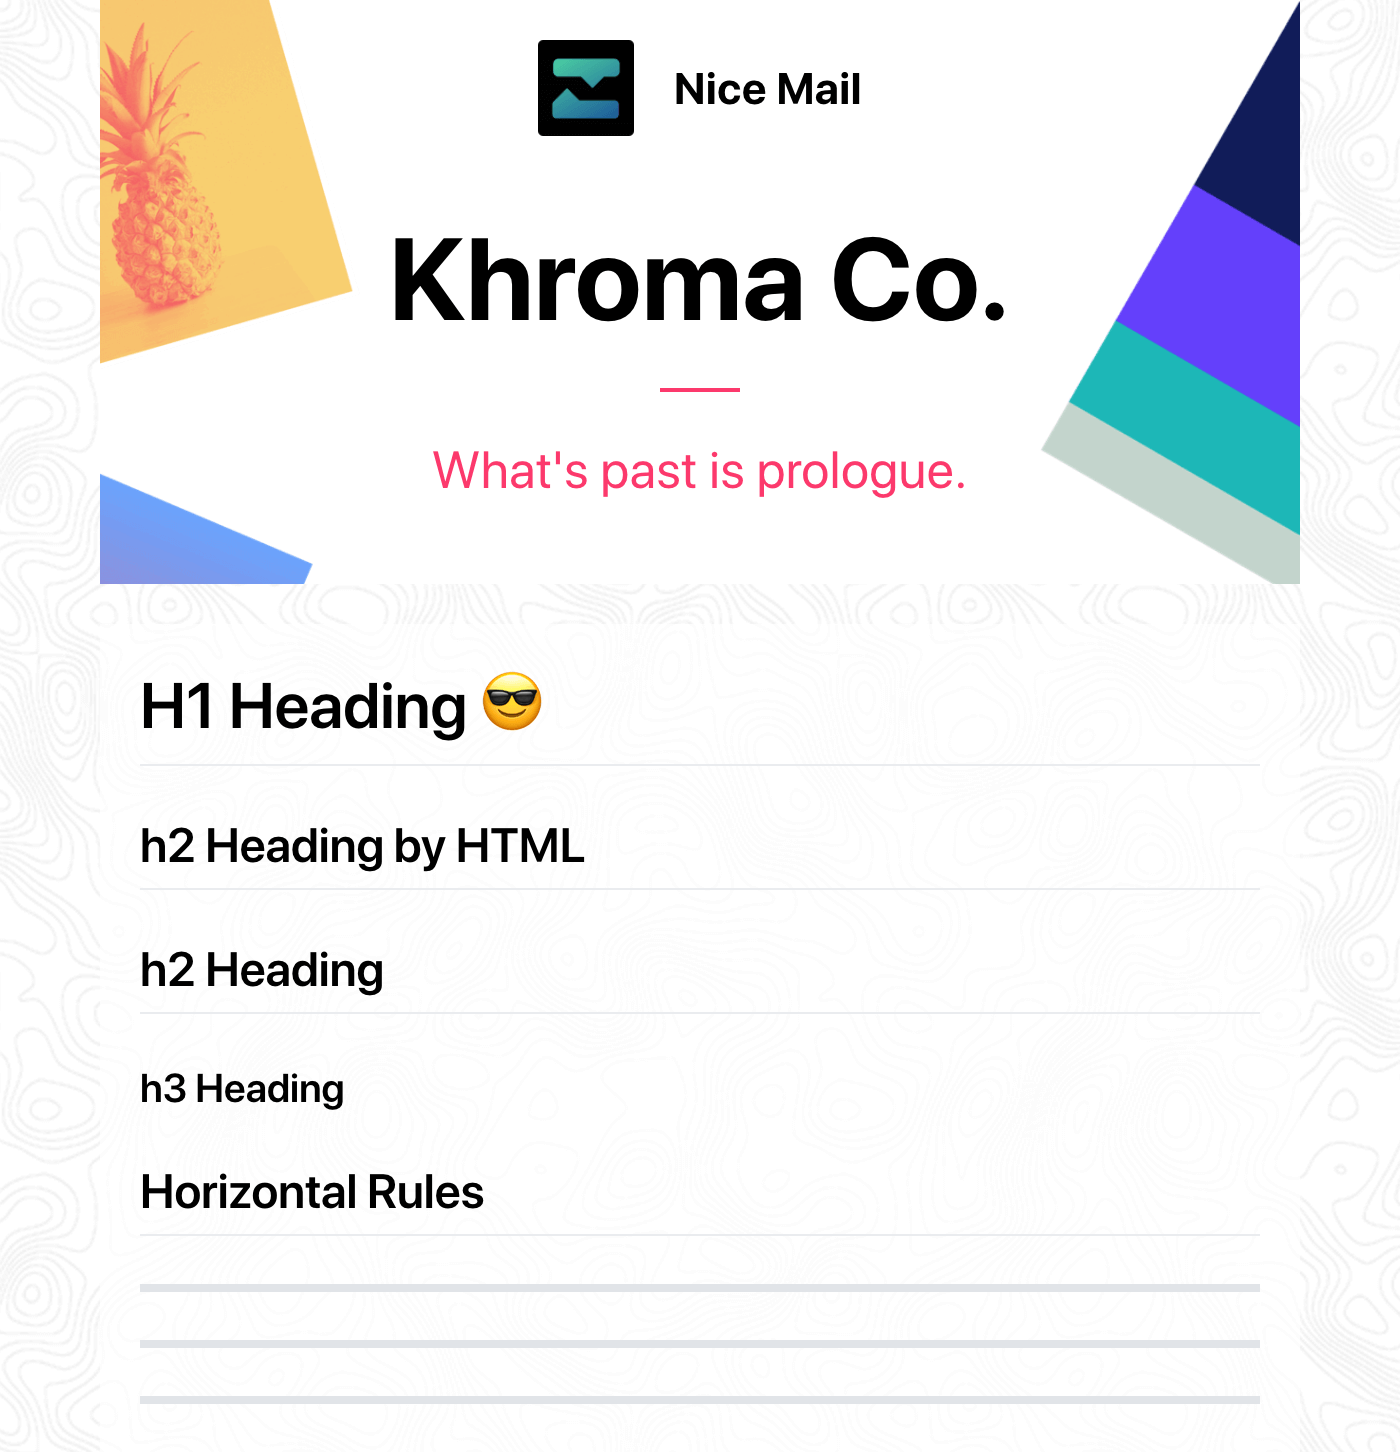 Nice Mail
Khroma Co.
What's past is prologue.
H1 Heading 😎
h2 Heading by HTML
h2 Heading
h3 Heading
Horizontal Rules